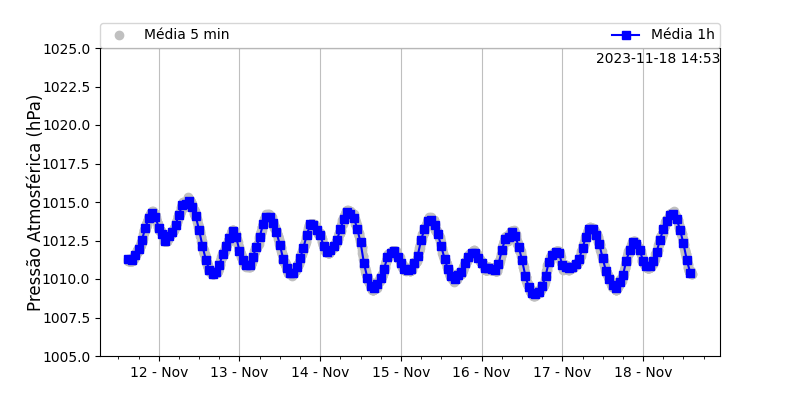 Média 5 min
Média 1h
2023-11-18 14:53
Pressão Atmosférica (hPa)
1025.0
1022.5
1020.0
1017.5
1015.0
1012.5
1010.0
1007.5
1005.0
12 - Nov
13 - Nov
14 - Nov
15 - Nov
16 - Nov
17 - Nov
18 - Nov